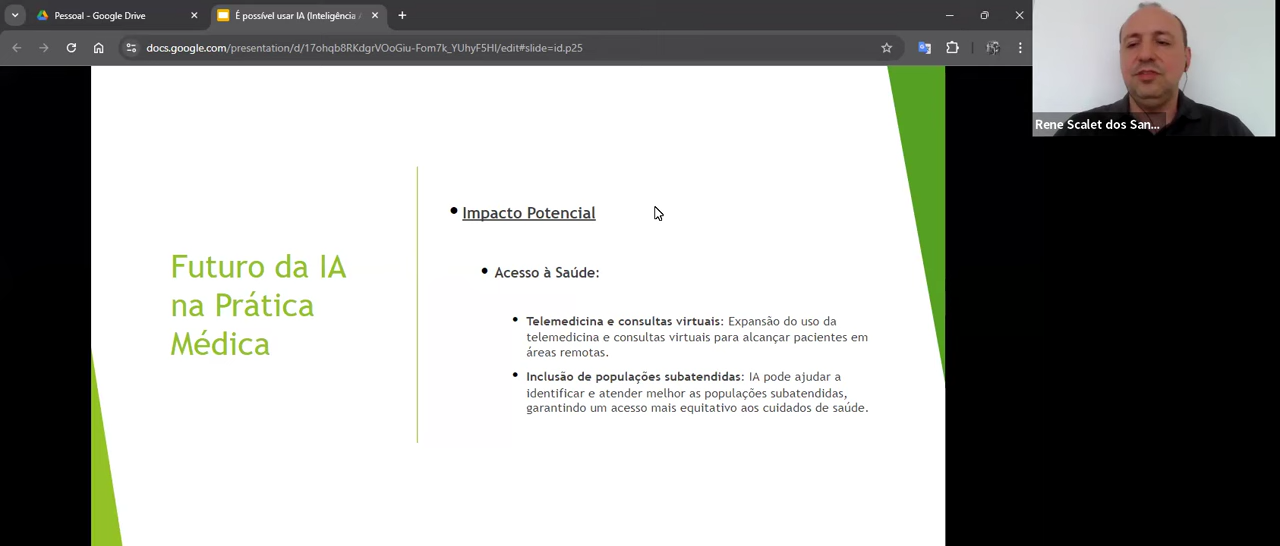 Pessoal - Google Drive
É possível usar IA (Inteligência A
docs.google.com/presentation/d/17ohqb8RKdgrVOoGiu-Fom7k_YUhyF5HI/edit#slide=id.p25
Rene Scalet dos San...
Futuro da IA
na Prática
Médica
Impacto Potencial
Acesso à Saúde:
Telemedicina e consultas virtuais: Expansão do uso da
telemedicina e consultas virtuais para alcançar pacientes em
áreas remotas.
Inclusão de populações subatendidas: IA pode ajudar a
identificar e atender melhor as populações subatendidas,
garantindo um acesso mais equitativo aos cuidados de saúde.